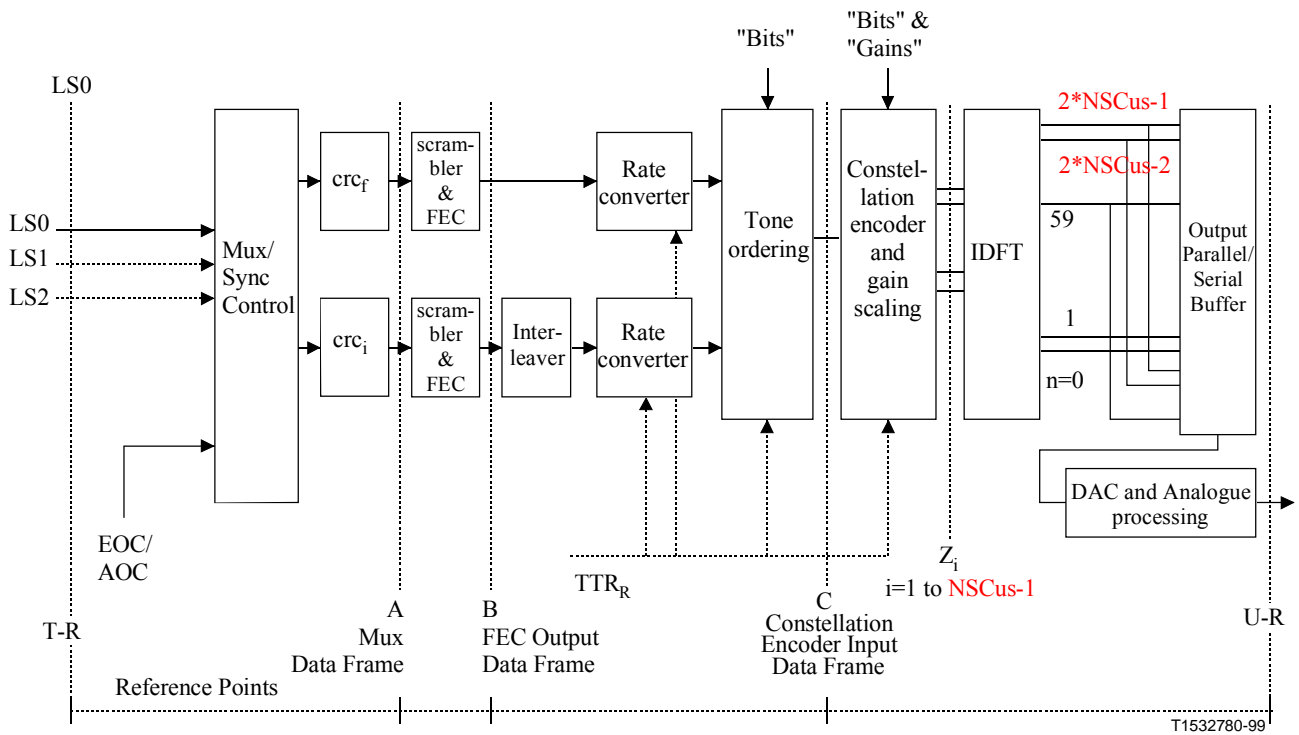 "Bits"
"Bits" &
"Gains"
LS0
2*NSCus-1
2*NSCus-2
59
1
n=0
LS0
LS1
LS2
Mux/
Sync
Control
crcf
crci
scram-
bler
&
FEC
scram-
bler
&
FEC
Inter-
leaver
Rate
converter
Rate
converter
Tone
ordering
Constel-
lation
encoder
and
gain
scaling
IDFT
Output
Parallel/
Serial
Buffer
DAC and Analogue
processing
EOC/
AOC
TTRR
Zi
i=1 to NSCus-1
T-R
A
Mux
Data Frame
B
FEC Output
Data Frame
C
Constellation
Encoder Input
Data Frame
U-R
Reference Points
T1532780-99